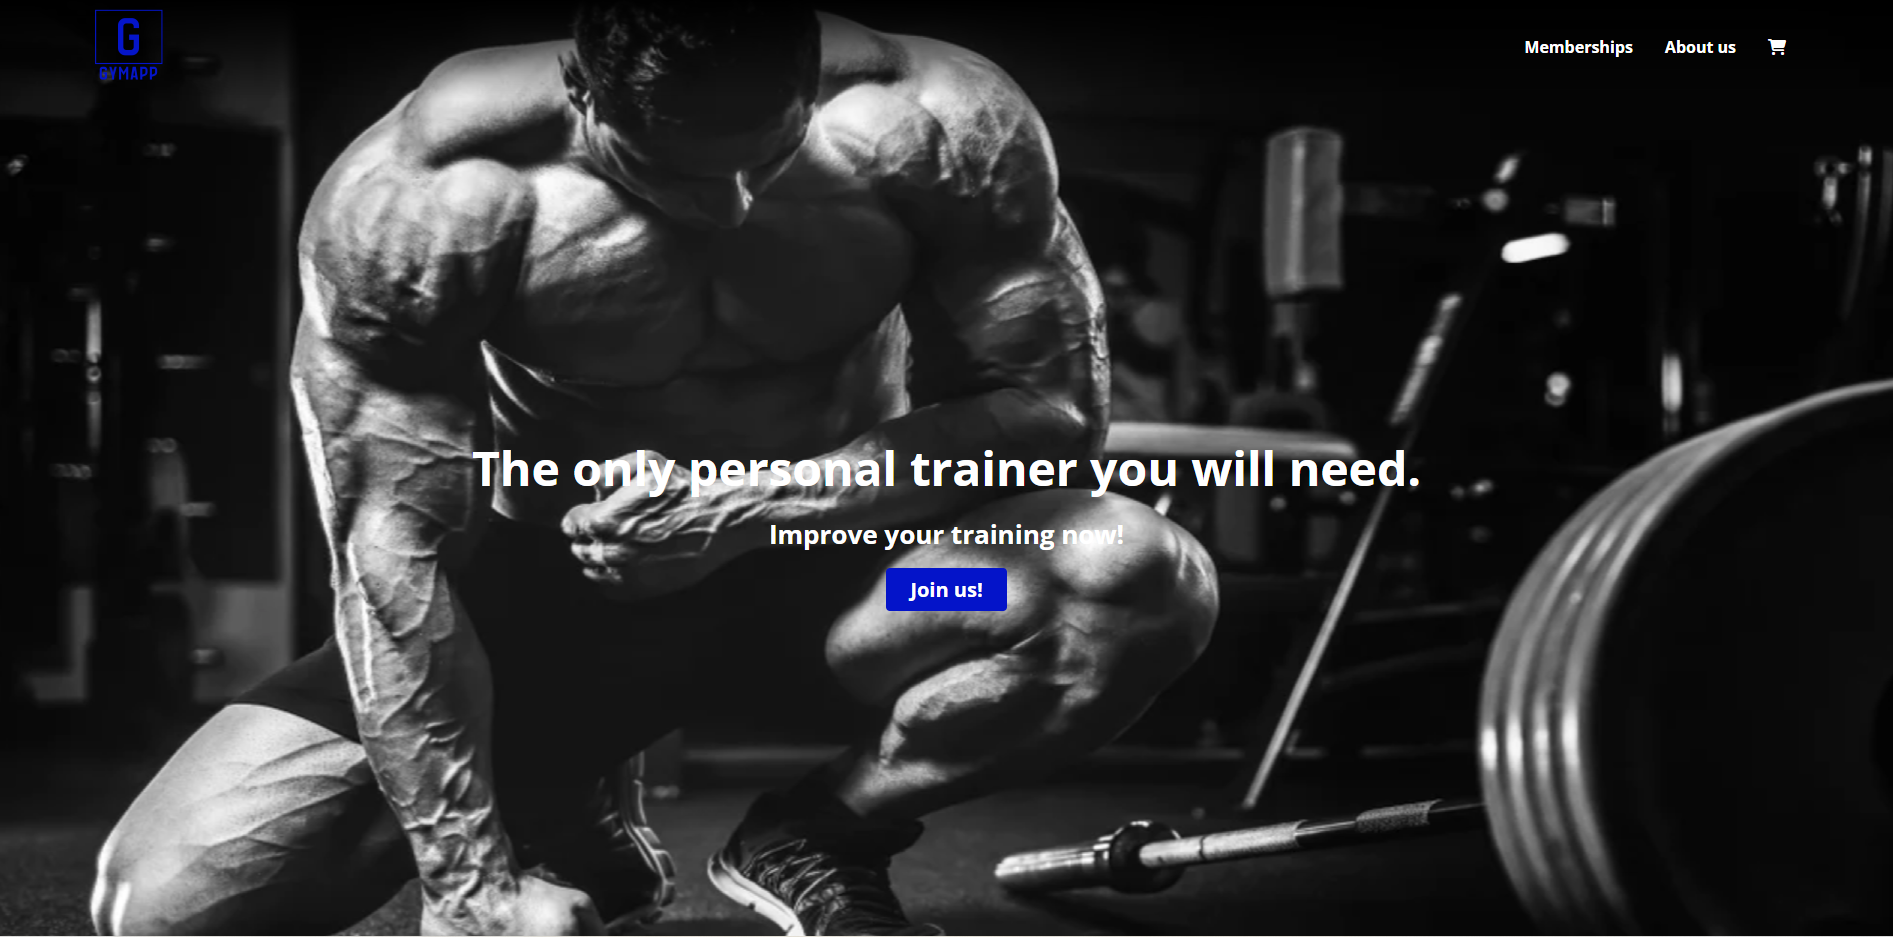 G
GYMAPP
Memberships
About us
The only personal trainer you will need.
Improve your training now!
Join us!